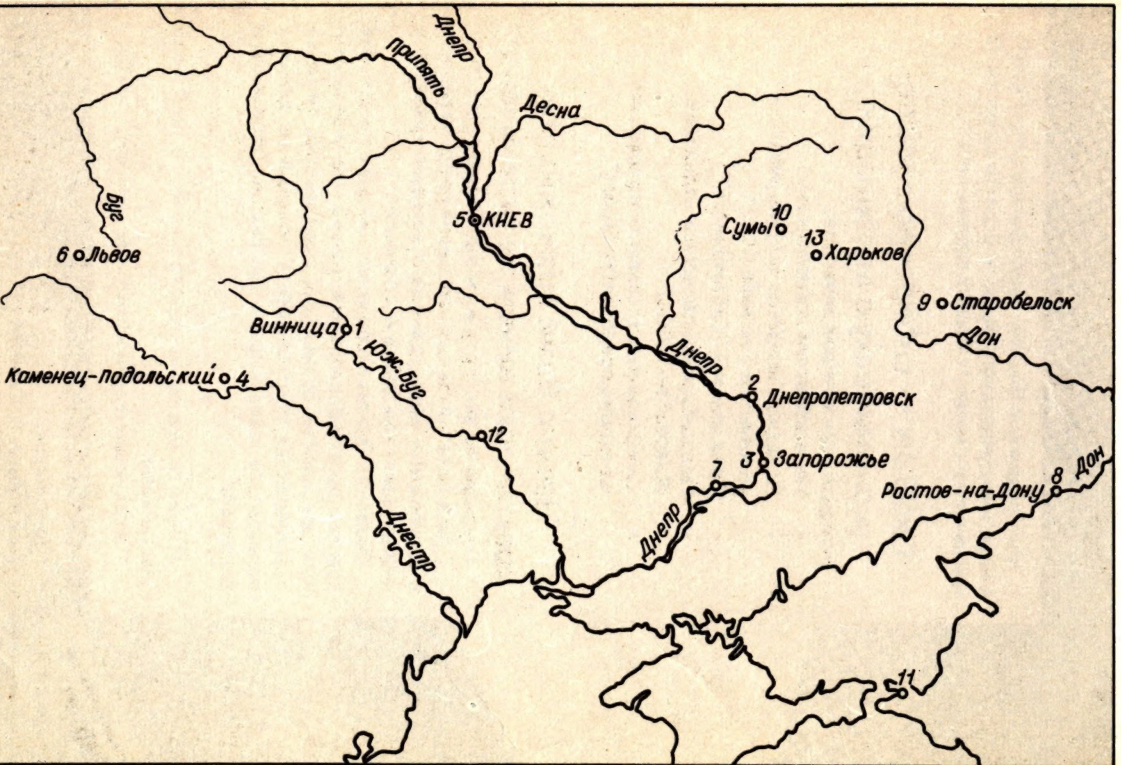 Днепр
Припять
Десна
Буг
5 КИЕВ
10
Сумы
13
Харьков
6 Львов
9 Старобельск
Винница 1
Дон
Юж. Буг
Днепр
Каменец-Подольский 4
2
Днепропетровск
12
3 Запорожье
7
8
Дон
Ростов-на-Дону
Днестр
Днепр
11